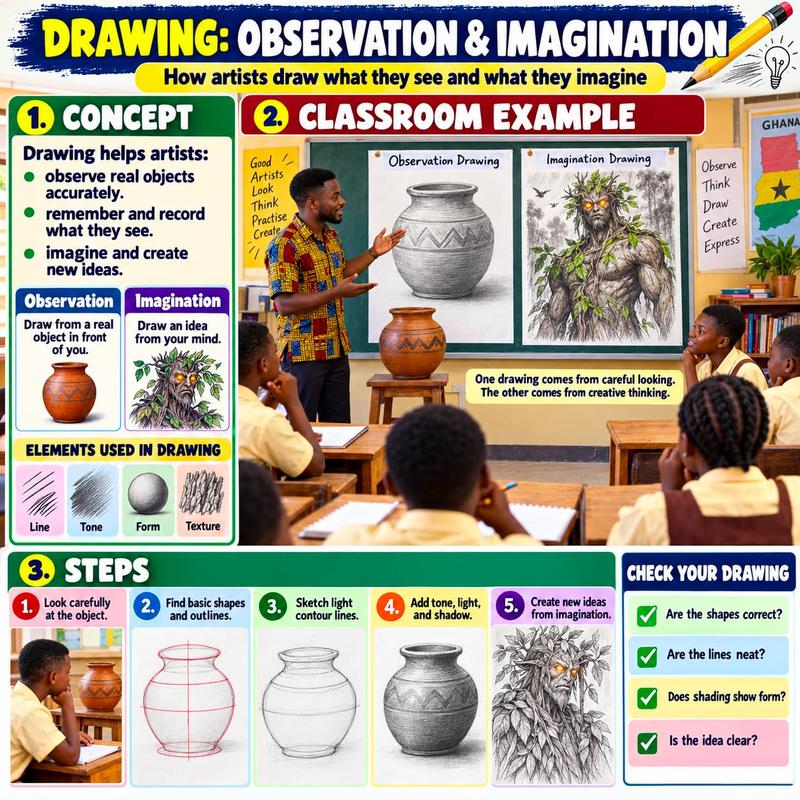 DRAWING: OBSERVATION & IMAGINATION
How artists draw what they see and what they imagine
1. CONCEPT
Drawing helps artists:
observe real objects
accurately.
remember and record
what they see.
imagine and create
new ideas.
Observation
Draw from a real
object in front
of you.
Imagination
Draw an idea
from your mind.
ELEMENTS USED IN DRAWING
Line
Tone
Form
Texture
2. CLASSROOM EXAMPLE
Good
Artists
Look
Think
Practise
Create
Observation Drawing
Imagination Drawing
Observe
Think
Draw
Create
Express
GHANA
One drawing comes from careful looking.
The other comes from creative thinking.
3. STEPS
1. Look carefully
at the object.
2. Find basic shapes
and outlines.
3. Sketch light
contour lines.
4. Add tone, light,
and shadow.
5. Create new ideas
from imagination.
CHECK YOUR DRAWING
Are the shapes correct?
Are the lines neat?
Does shading show form?
Is the idea clear?